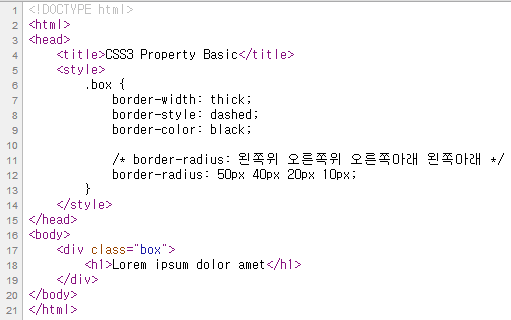 1 <!DOCTYPE html>
2 <html>
3 <head>
4 <title>CSS3 Property Basic</title>
5 <style>
6 .box {
7 border-width: thick;
8 border-style: dashed;
9 border-color: black;
10
11 /* border-radius: 왼쪽위 오른쪽위 오른쪽아래 왼쪽아래 */
12 border-radius: 50px 40px 20px 10px;
13 }
14 </style>
15 </head>
16 <body>
17 <div class="box">
18 <h1>Lorem ipsum dolor amet</h1>
19 </div>
20 </body>
21 </html>